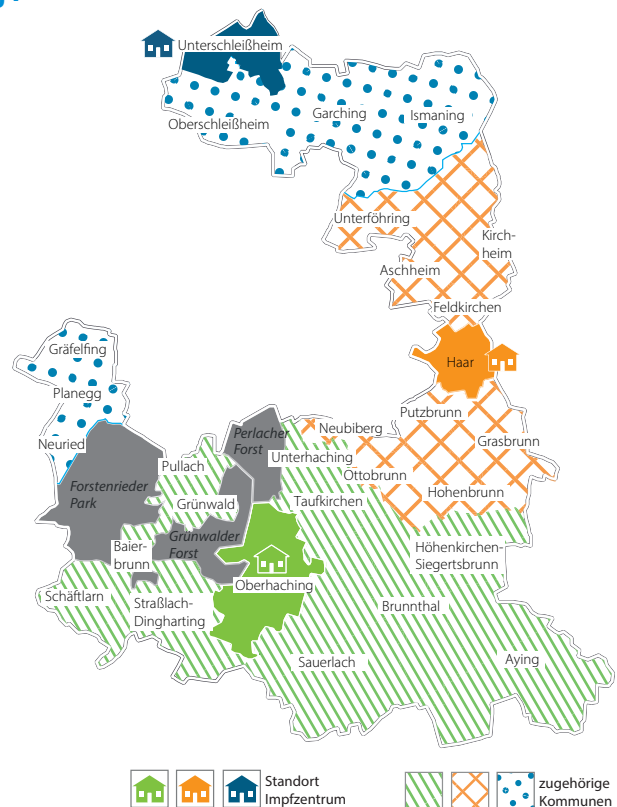 Unterschleißheim
Oberschleißheim
Garching
Ismaning
Unterföhring
Kirch-
heim
Aschheim
Feldkirchen
Haar
Gräfelfing
Planegg
Neuried
Forstenrieder
Park
Pullach
Perlacher
Forst
Neubiberg
Putzbrunn
Grasbrunn
Unterhaching
Ottobrunn
Hohenbrunn
Grünwald
Taufkirchen
Grünwalder
Forst
Baier-
brunn
Höhenkirchen-
Siegertsbrunn
Schäftlarn
Straßlach-
Dingharting
Oberhaching
Brunnthal
Sauerlach
Aying
Standort
Impfzentrum
zugehörige
Kommunen